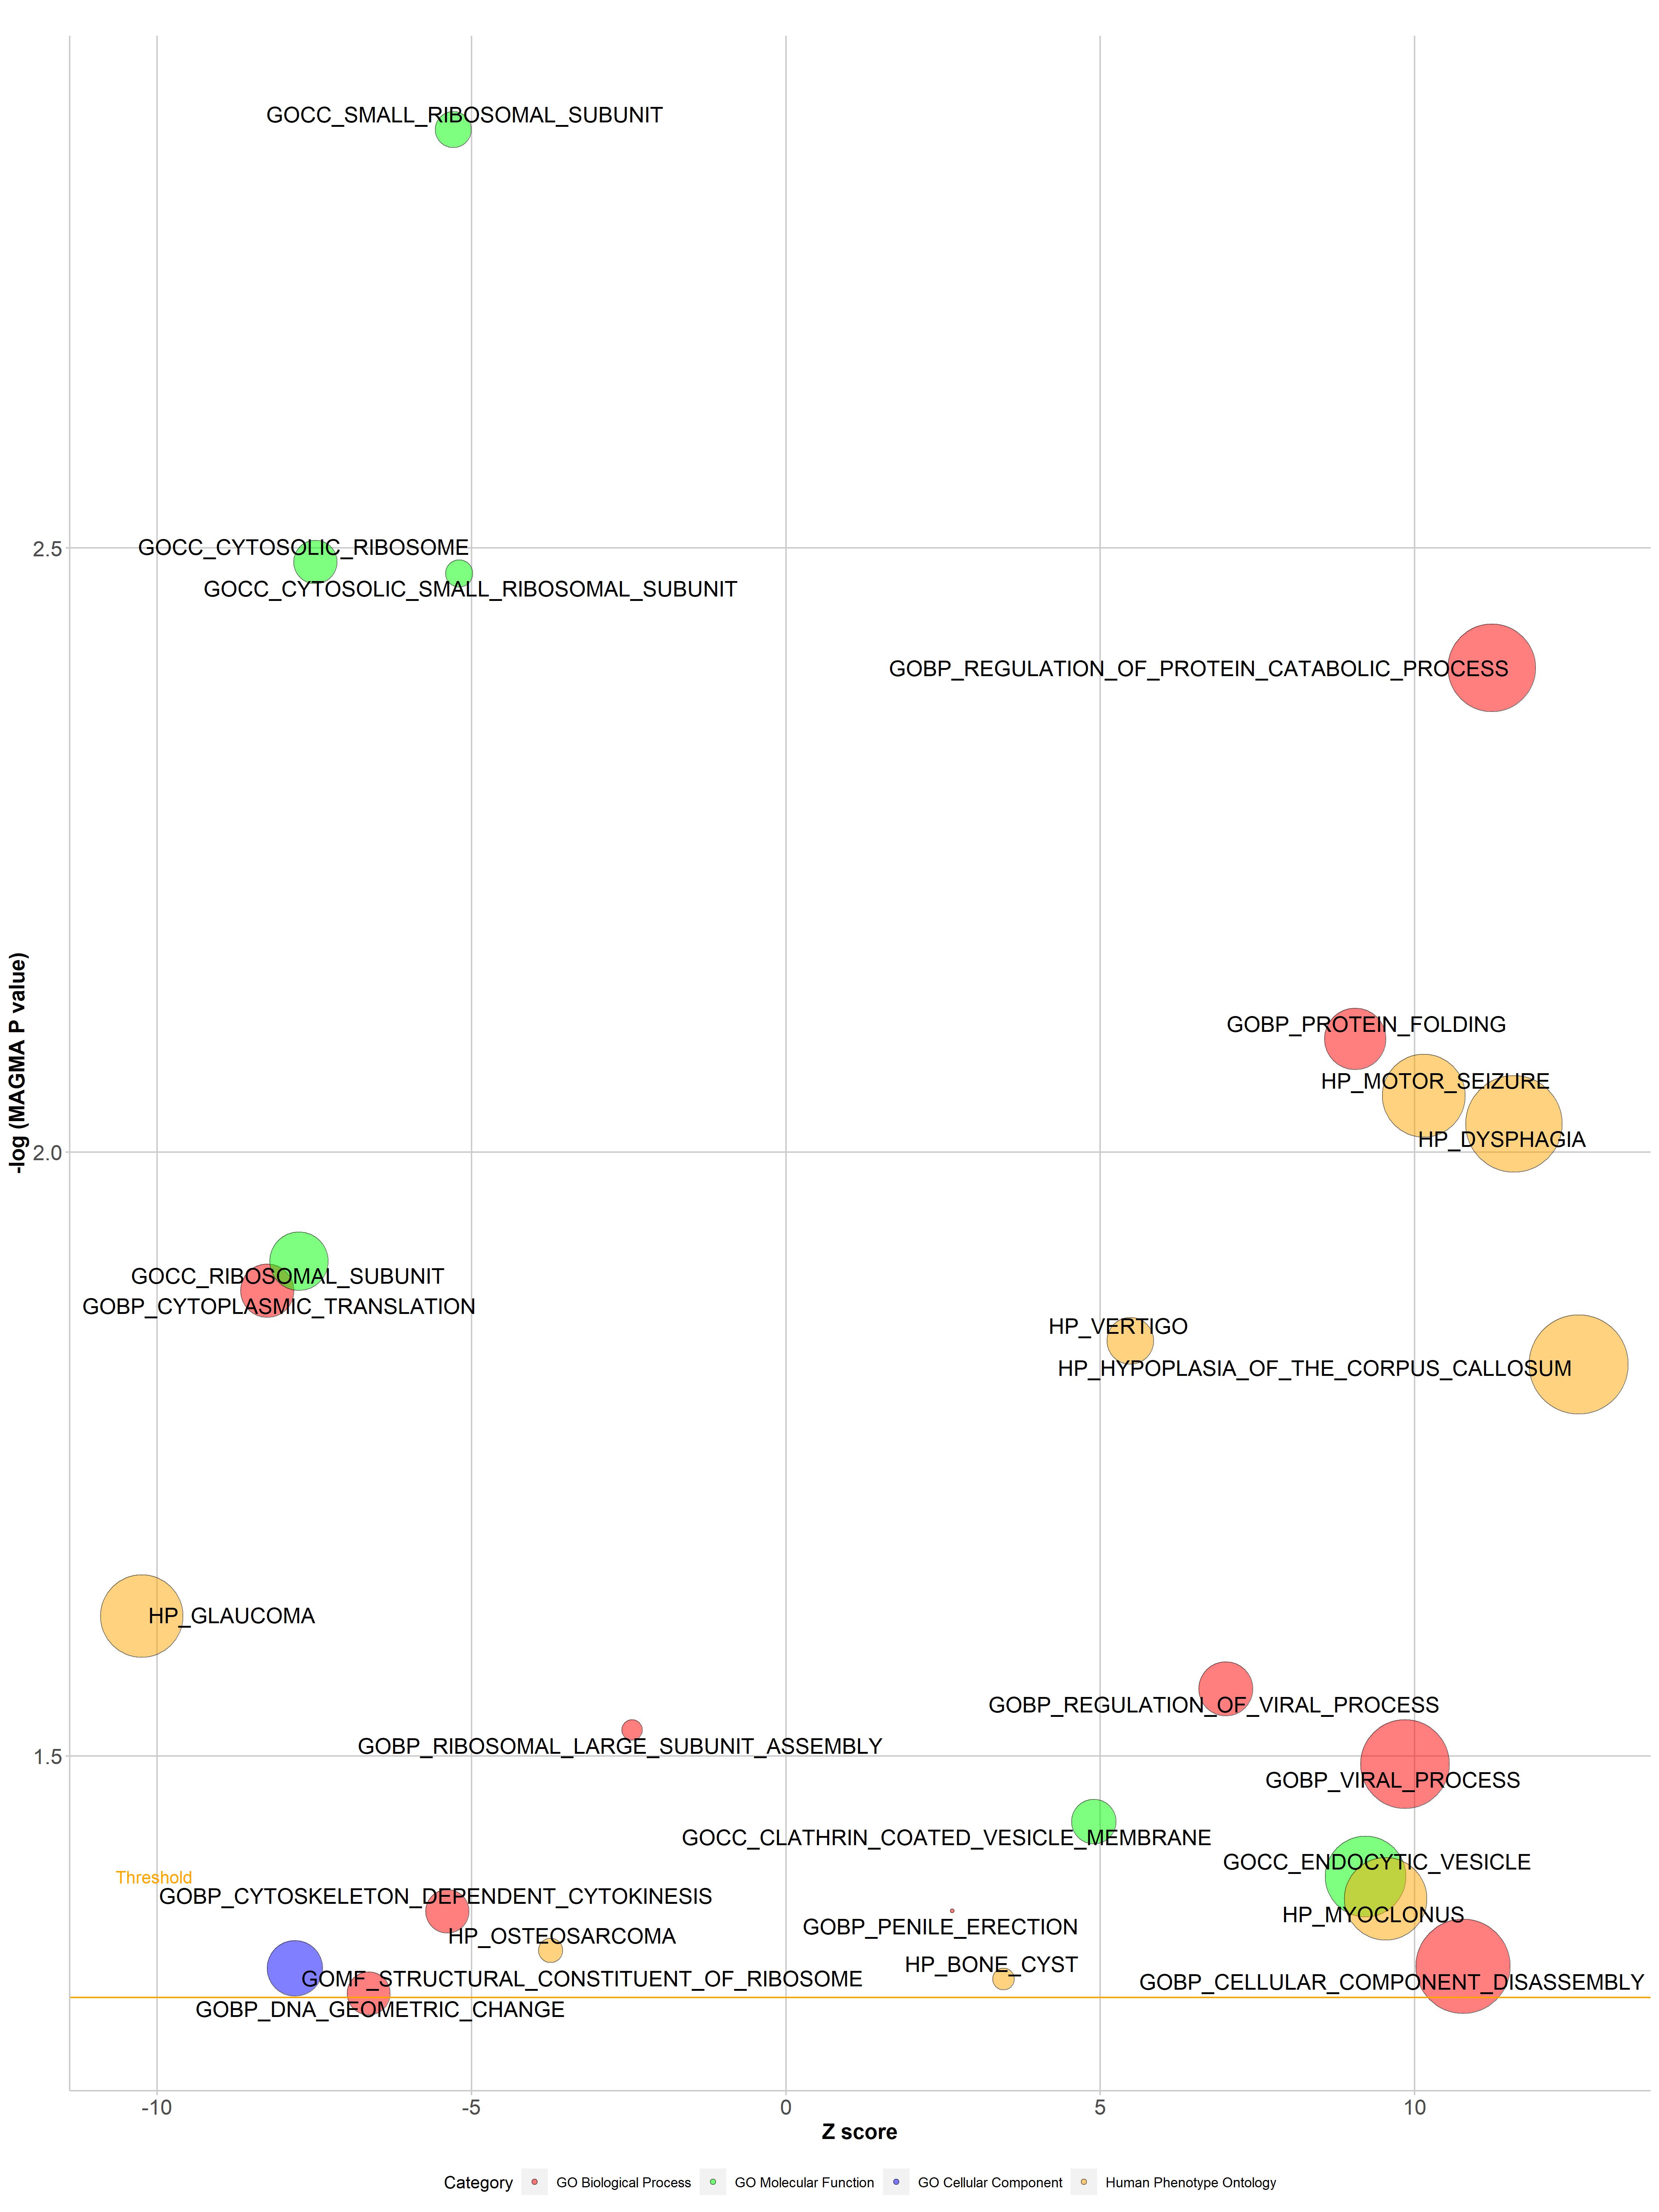 GOCC_SMALL_RIBOSOMAL_SUBUNIT
2.5
GOCC_CYTOSOLIC_RIBOSOME
GOCC_CYTOSOLIC_SMALL_RIBOSOMAL_SUBUNIT
GOBP_REGULATION_OF_PROTEIN_CATABOLIC_PROCESS
-log (MAGMA P value)
GOBP_PROTEIN_FOLDING
HP_MOTOR_SEIZURE
HP_DYSPHAGIA
2.0
GOCC_RIBOSOMAL_SUBUNIT
GOBP_CYTOPLASMIC_TRANSLATION
HP_VERTIGO
HP_HYPOPLASIA_OF_THE_CORPUS_CALLOSUM
HP_GLAUCOMA
GOBP_REGULATION_OF_VIRAL_PROCESS
GOBP_RIBOSOMAL_LARGE_SUBUNIT_ASSEMBLY
1.5
GOBP_VIRAL_PROCESS
GOCC_CLATHRIN_COATED_VESICLE_MEMBRANE
GOCC_ENDOCYTIC_VESICLE
Threshold
GOBP_CYTOSKELETON_DEPENDENT_CYTOKINESIS
HP_MYOCLONUS
GOBP_PENILE_ERECTION
HP_OSTEOSARCOMA
HP_BONE_CYST
GOMF_STRUCTURAL_CONSTITUENT_OF_RIBOSOME
GOBP_CELLULAR_COMPONENT_DISASSEMBLY
GOBP_DNA_GEOMETRIC_CHANGE
-10 -5 0 5 10
Z score
Category GO Biological Process GO Molecular Function GO Cellular Component Human Phenotype Ontology